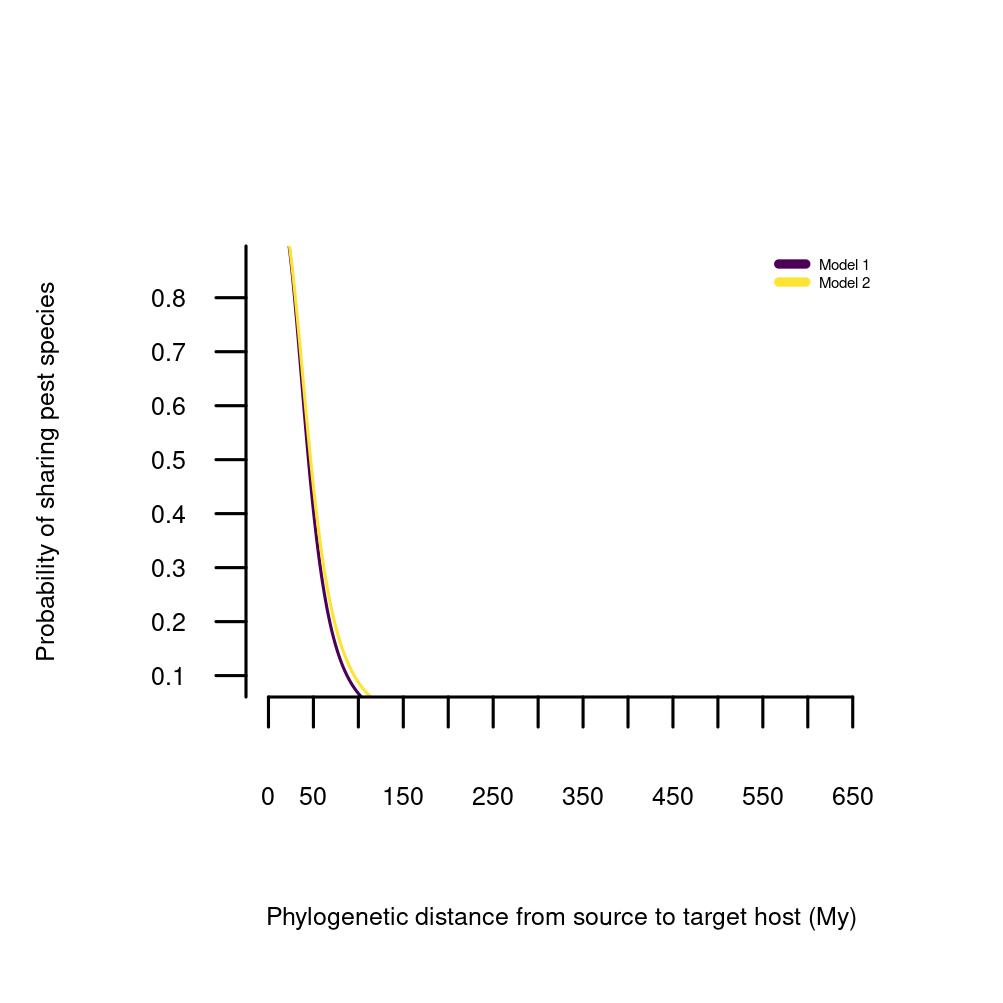 Model 1
Model 2
Probability of sharing pest species
0.8
0.7
0.6
0.5
0.4
0.3
0.2
0.1
0 50 150 250 350 450 550 650
Phylogenetic distance from source to target host (My)